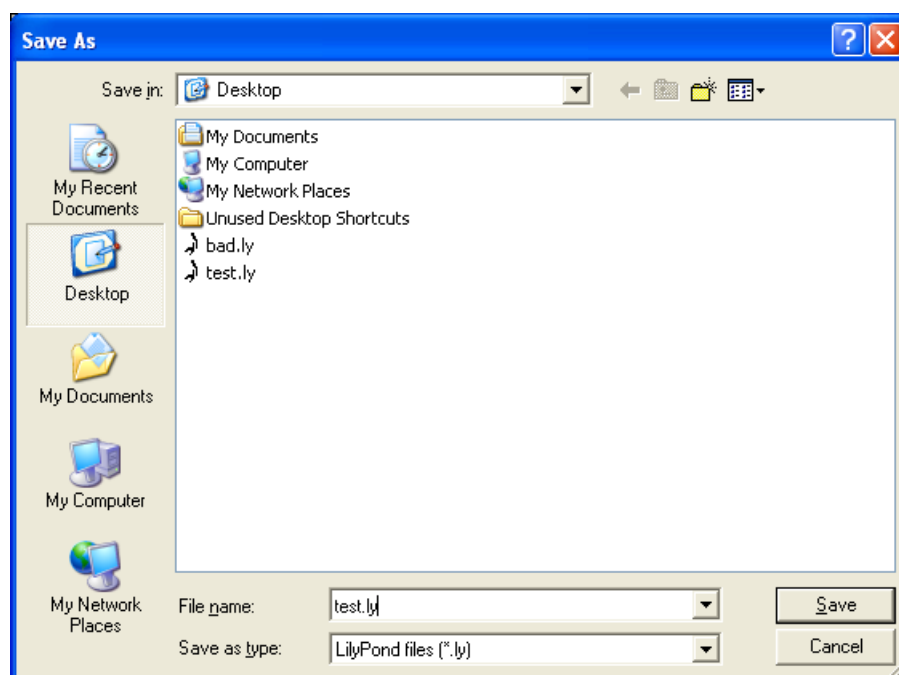 Save As
Save in:
Desktop
My Recent
Documents
Desktop
My Documents
My Computer
My Network
Places
My Documents
My Computer
My Network Places
Unused Desktop Shortcuts
bad.ly
test.ly
File name:
test.ly
Save
Save as type:
LilyPond files (*.ly)
Cancel